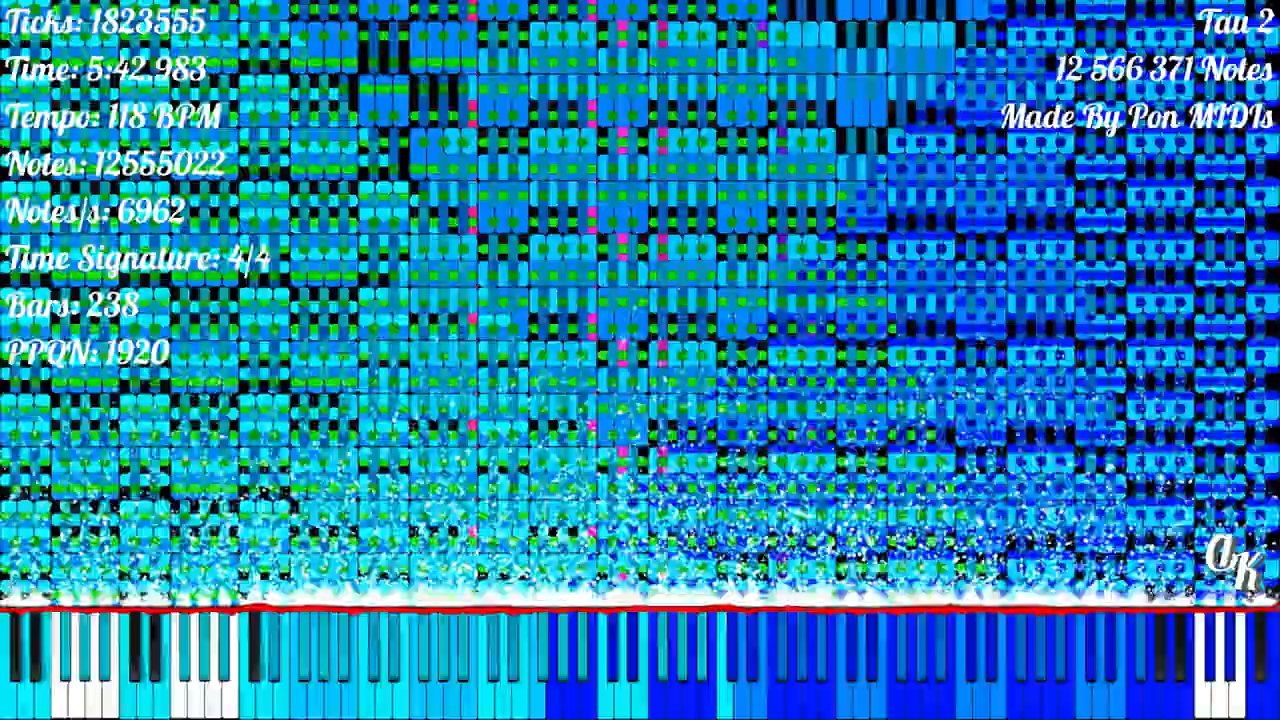 Ticks: 1823555
Time: 5:42.983
Tempo: 118 BPM
Notes: 12555022
Notes/s: 6962
Time Signature: 4/4
Bars: 238
PPQN: 1920
Tau 2
12 566 371 Notes
Made By Pon MIDIs
AK